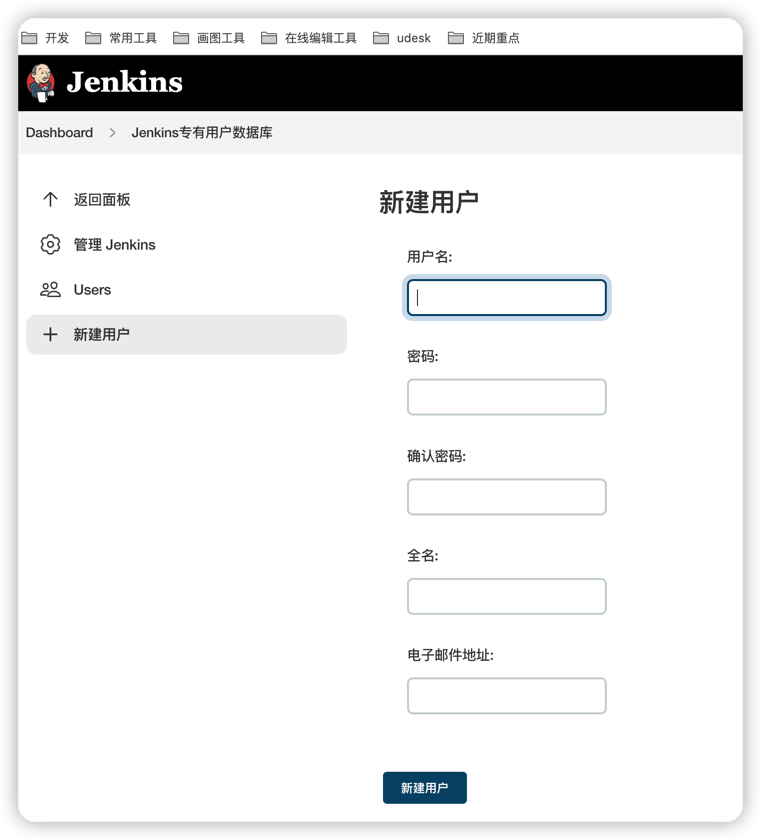 开发 常用工具 画图工具 在线编辑工具 udesk 近期重点
Jenkins
Dashboard Jenkins专有用户数据库
返回面板
管理 Jenkins
Users
新建用户
新建用户
用户名:
密码:
确认密码:
全名:
电子邮件地址:
新建用户